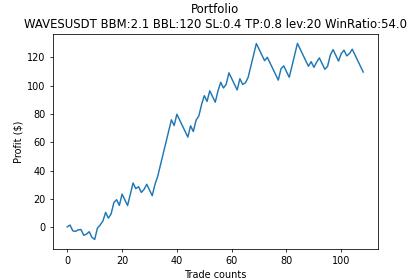 Portfolio
WAVESUSDT BBM:2.1 BBL:120 SL:0.4 TP:0.8 lev:20 WinRatio:54.0
120
100
80
60
40
20
0
Profit ($)
0 20 40 60 80 100
Trade counts